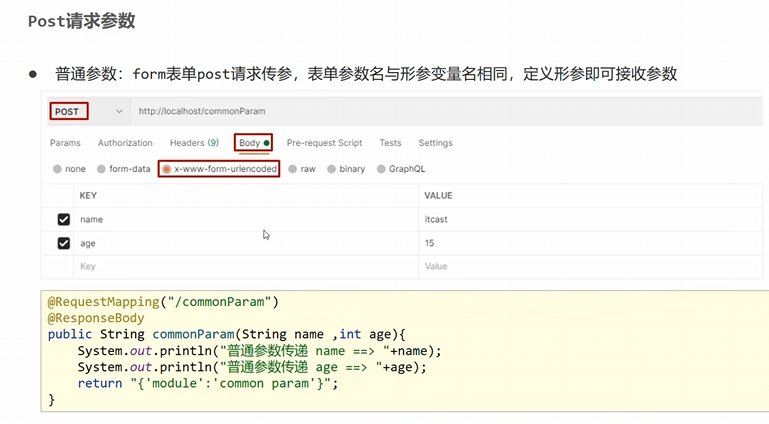 Post请求参数
● 普通参数：form表单post请求传参，表单参数名与形参变量名相同，定义形参即可接收参数
POST http://localhost/commonParam
Params Authorization Headers (9) Body Pre-request Script Tests Settings
none form-data x-www-form-urlencoded raw binary GraphQL
KEY VALUE
name itcast
age 15
Key Value
@RequestMapping("/commonParam")
@ResponseBody
public String commonParam(String name ,int age){
    System.out.println("普通参数传递 name ==> "+name);
    System.out.println("普通参数传递 age ==> "+age);
    return "{'module':'common param'}";
}